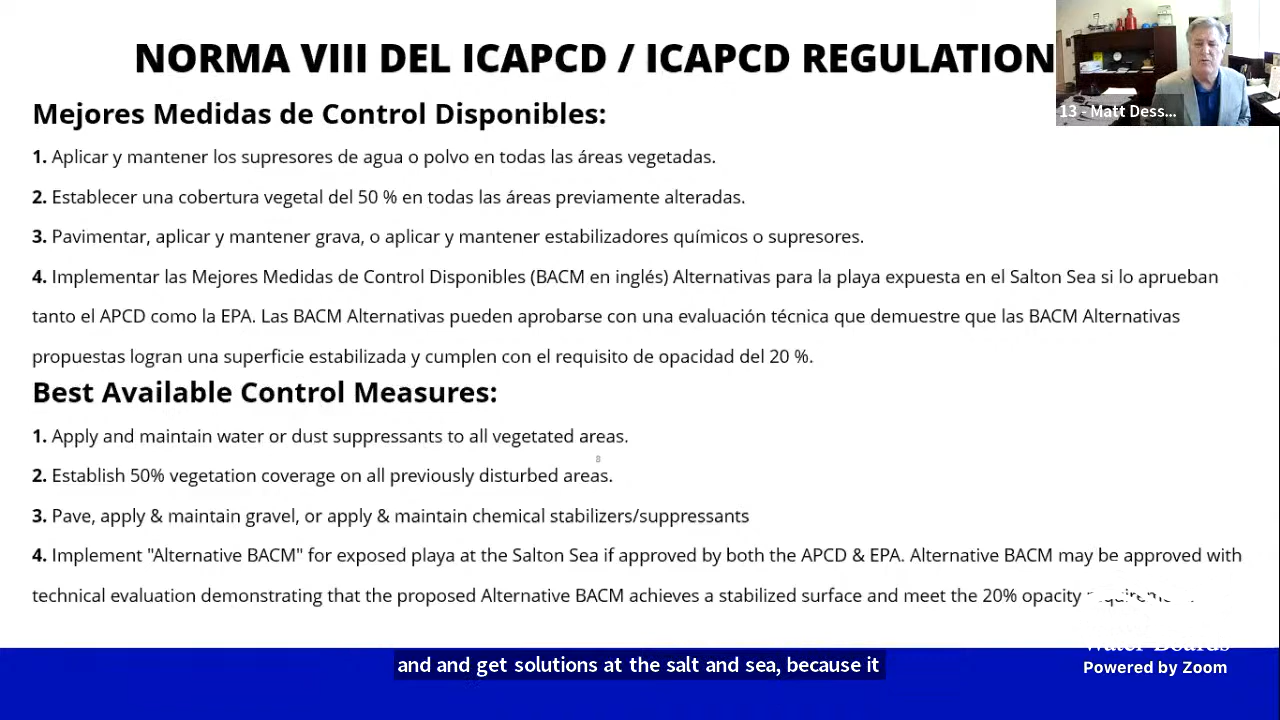 NORMA VIII DEL ICAPCD / ICAPCD REGULATION
13 - Matt Dess...
Mejores Medidas de Control Disponibles:
1. Aplicar y mantener los supresores de agua o polvo en todas las áreas vegetadas.
2. Establecer una cobertura vegetal del 50 % en todas las áreas previamente alteradas.
3. Pavimentar, aplicar y mantener grava, o aplicar y mantener estabilizadores químicos o supresores.
4. Implementar las Mejores Medidas de Control Disponibles (BACM en inglés) Alternativas para la playa expuesta en el Salton Sea si lo aprueban
tanto el APCD como la EPA. Las BACM Alternativas pueden aprobarse con una evaluación técnica que demuestre que las BACM Alternativas
propuestas logran una superficie estabilizada y cumplen con el requisito de opacidad del 20 %.
Best Available Control Measures:
1. Apply and maintain water or dust suppressants to all vegetated areas.
2. Establish 50% vegetation coverage on all previously disturbed areas.
3. Pave, apply & maintain gravel, or apply & maintain chemical stabilizers/suppressants
4. Implement "Alternative BACM" for exposed playa at the Salton Sea if approved by both the APCD & EPA. Alternative BACM may be approved with
technical evaluation demonstrating that the proposed Alternative BACM achieves a stabilized surface and meet the 20% opacity
and and get solutions at the salt and sea, because it
Powered by Zoom